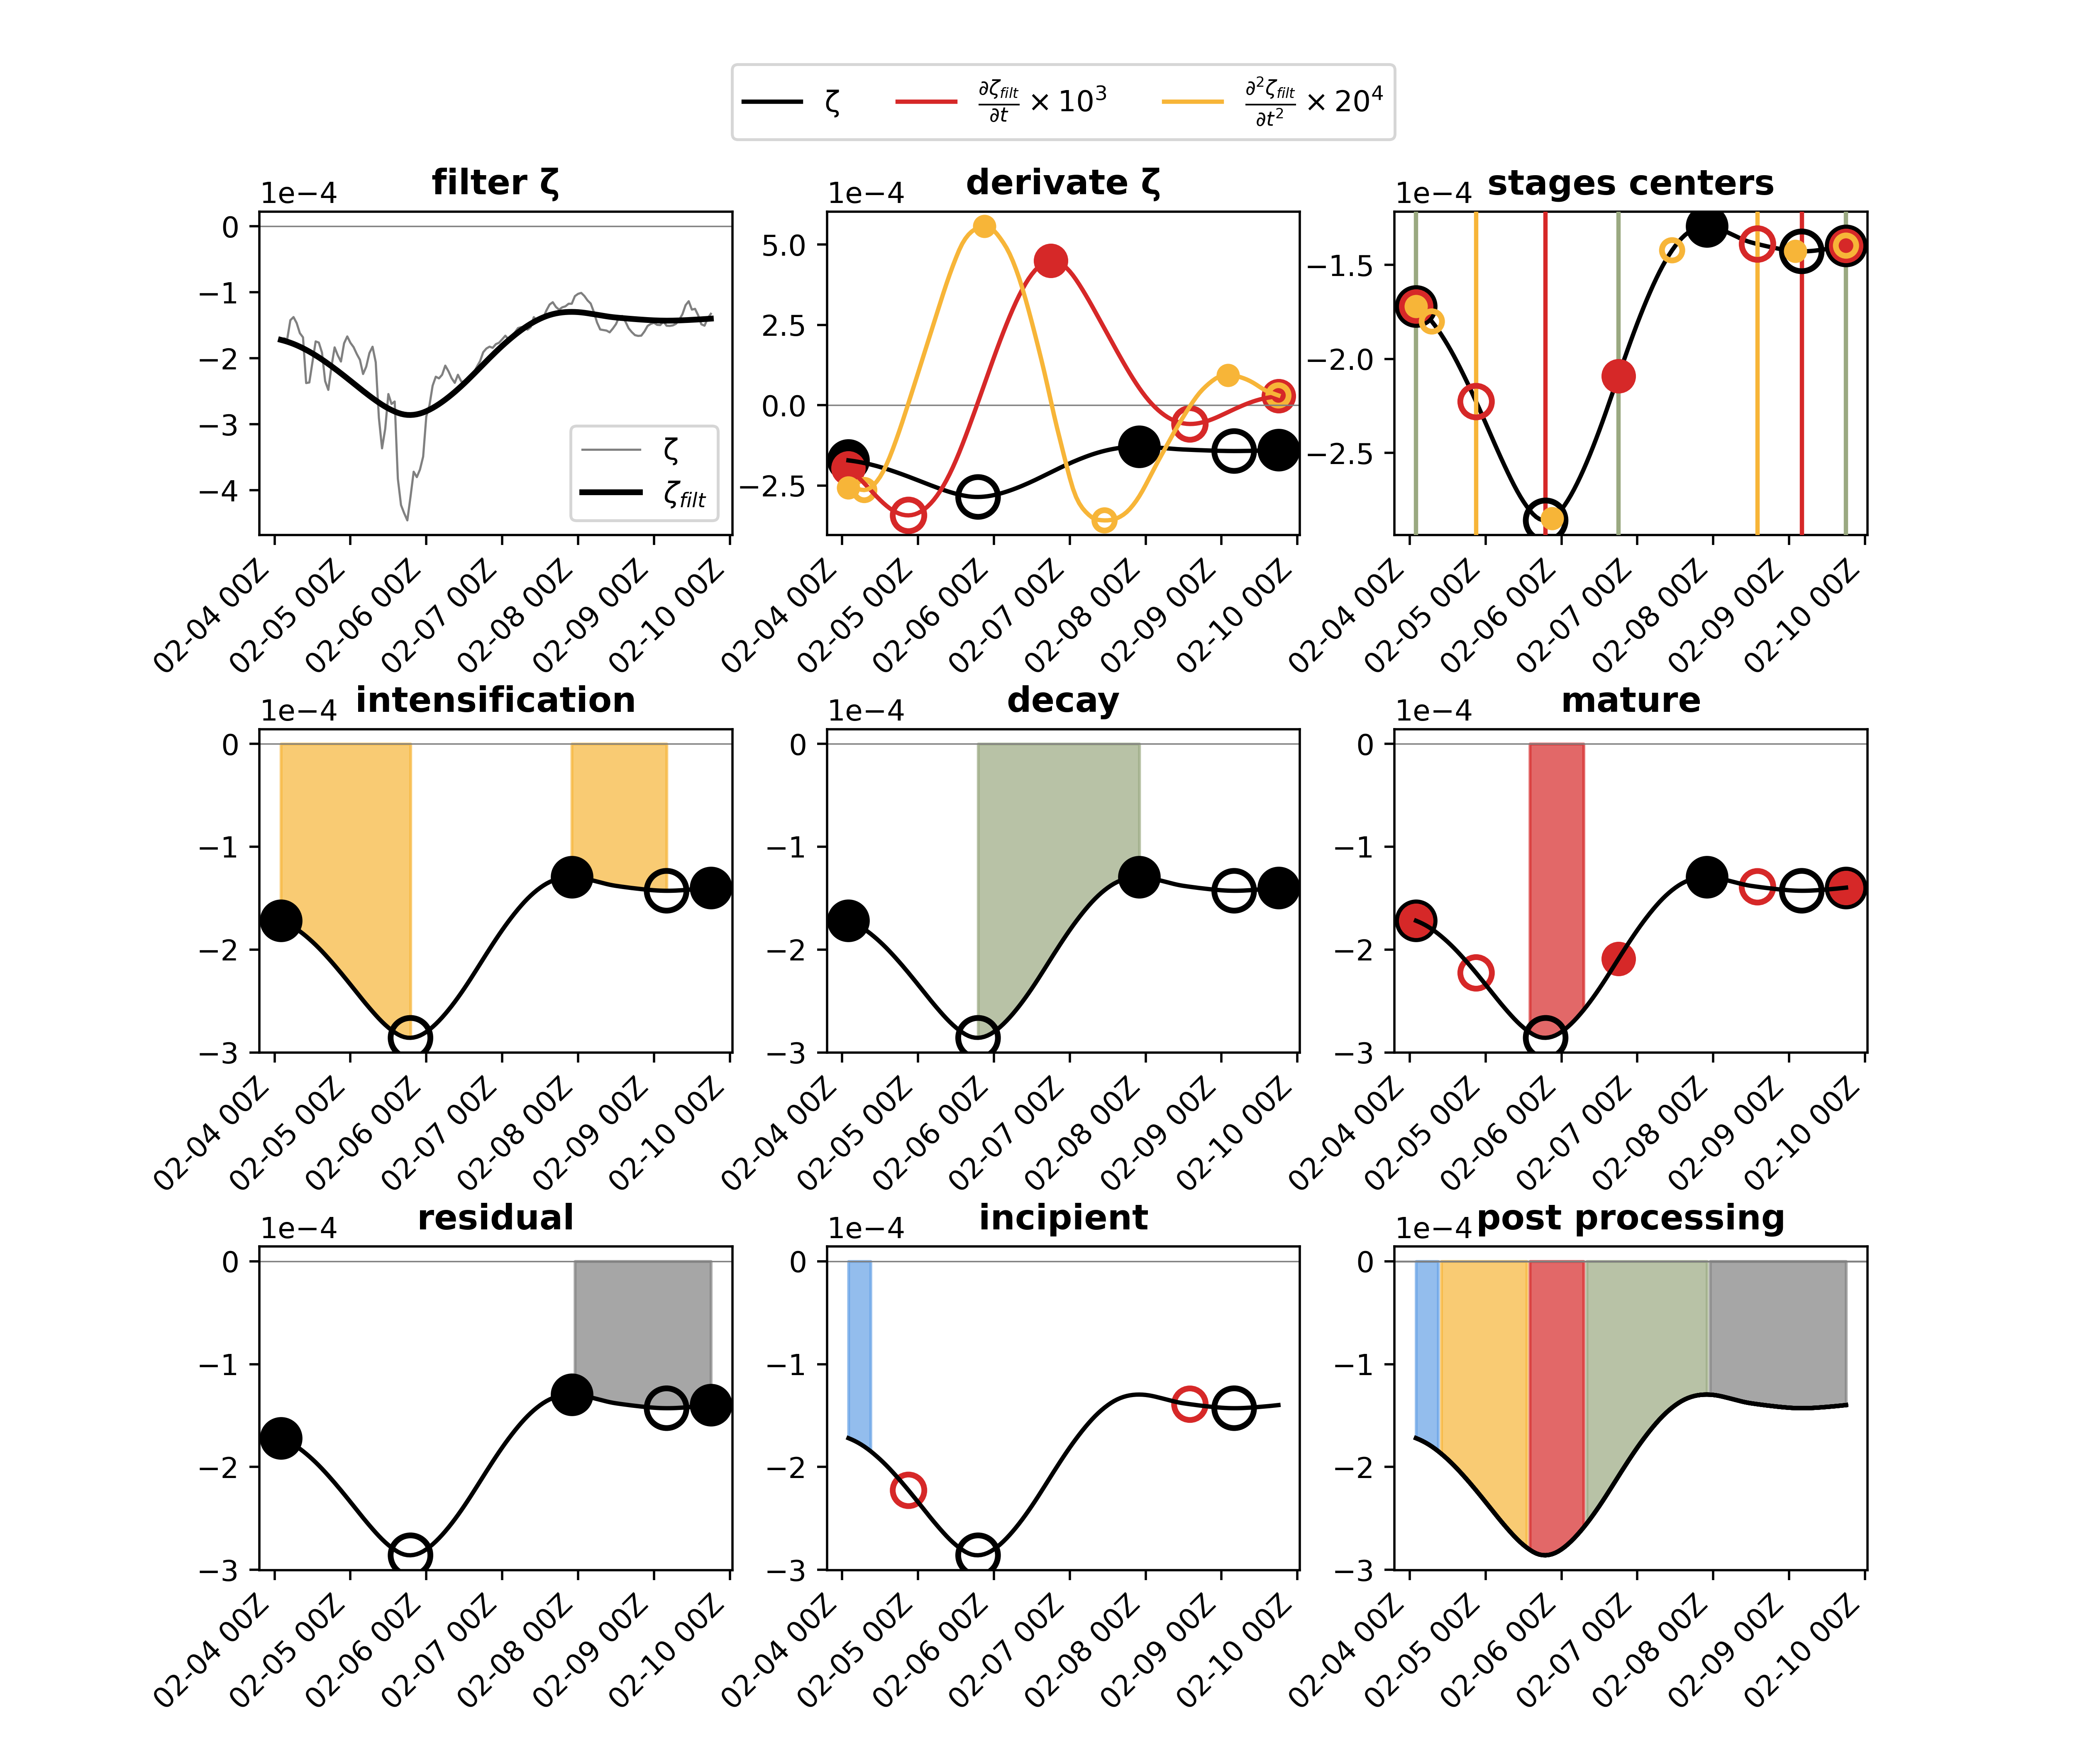 ζ ∂ζ_filt/∂t × 10³ ∂²ζ_filt/∂t² × 20⁴
filter ζ
1e−4
0
−1
−2
−3
−4
ζ
ζ_filt
02-04 00Z
02-05 00Z
02-06 00Z
02-07 00Z
02-08 00Z
02-09 00Z
02-10 00Z
derivate ζ
1e−4
5.0
2.5
0.0
−2.5
02-04 00Z
02-05 00Z
02-06 00Z
02-07 00Z
02-08 00Z
02-09 00Z
02-10 00Z
stages centers
1e−4
−1.5
−2.0
−2.5
02-04 00Z
02-05 00Z
02-06 00Z
02-07 00Z
02-08 00Z
02-09 00Z
02-10 00Z
intensification
1e−4
0
−1
−2
−3
02-04 00Z
02-05 00Z
02-06 00Z
02-07 00Z
02-08 00Z
02-09 00Z
02-10 00Z
decay
1e−4
0
−1
−2
−3
02-04 00Z
02-05 00Z
02-06 00Z
02-07 00Z
02-08 00Z
02-09 00Z
02-10 00Z
mature
1e−4
0
−1
−2
−3
02-04 00Z
02-05 00Z
02-06 00Z
02-07 00Z
02-08 00Z
02-09 00Z
02-10 00Z
residual
1e−4
0
−1
−2
−3
02-04 00Z
02-05 00Z
02-06 00Z
02-07 00Z
02-08 00Z
02-09 00Z
02-10 00Z
incipient
1e−4
0
−1
−2
−3
02-04 00Z
02-05 00Z
02-06 00Z
02-07 00Z
02-08 00Z
02-09 00Z
02-10 00Z
post processing
1e−4
0
−1
−2
−3
02-04 00Z
02-05 00Z
02-06 00Z
02-07 00Z
02-08 00Z
02-09 00Z
02-10 00Z